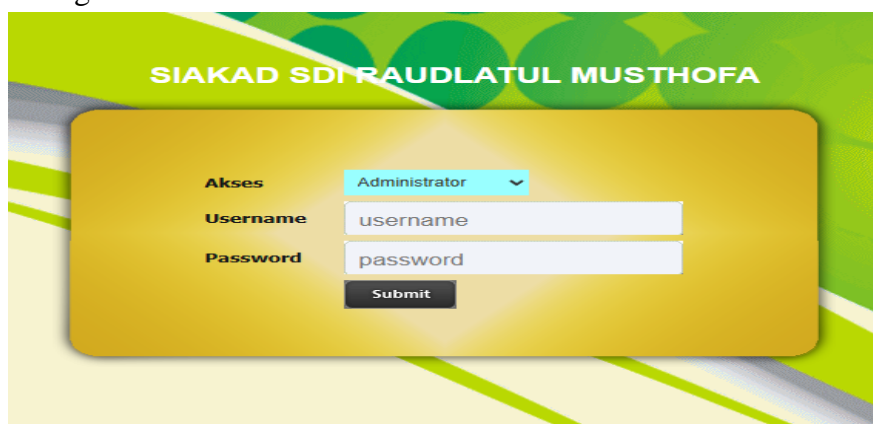 SIAKAD SDI RAUDLATUL MUSTHOFA
Akses Administrator
Username username
Password password
Submit